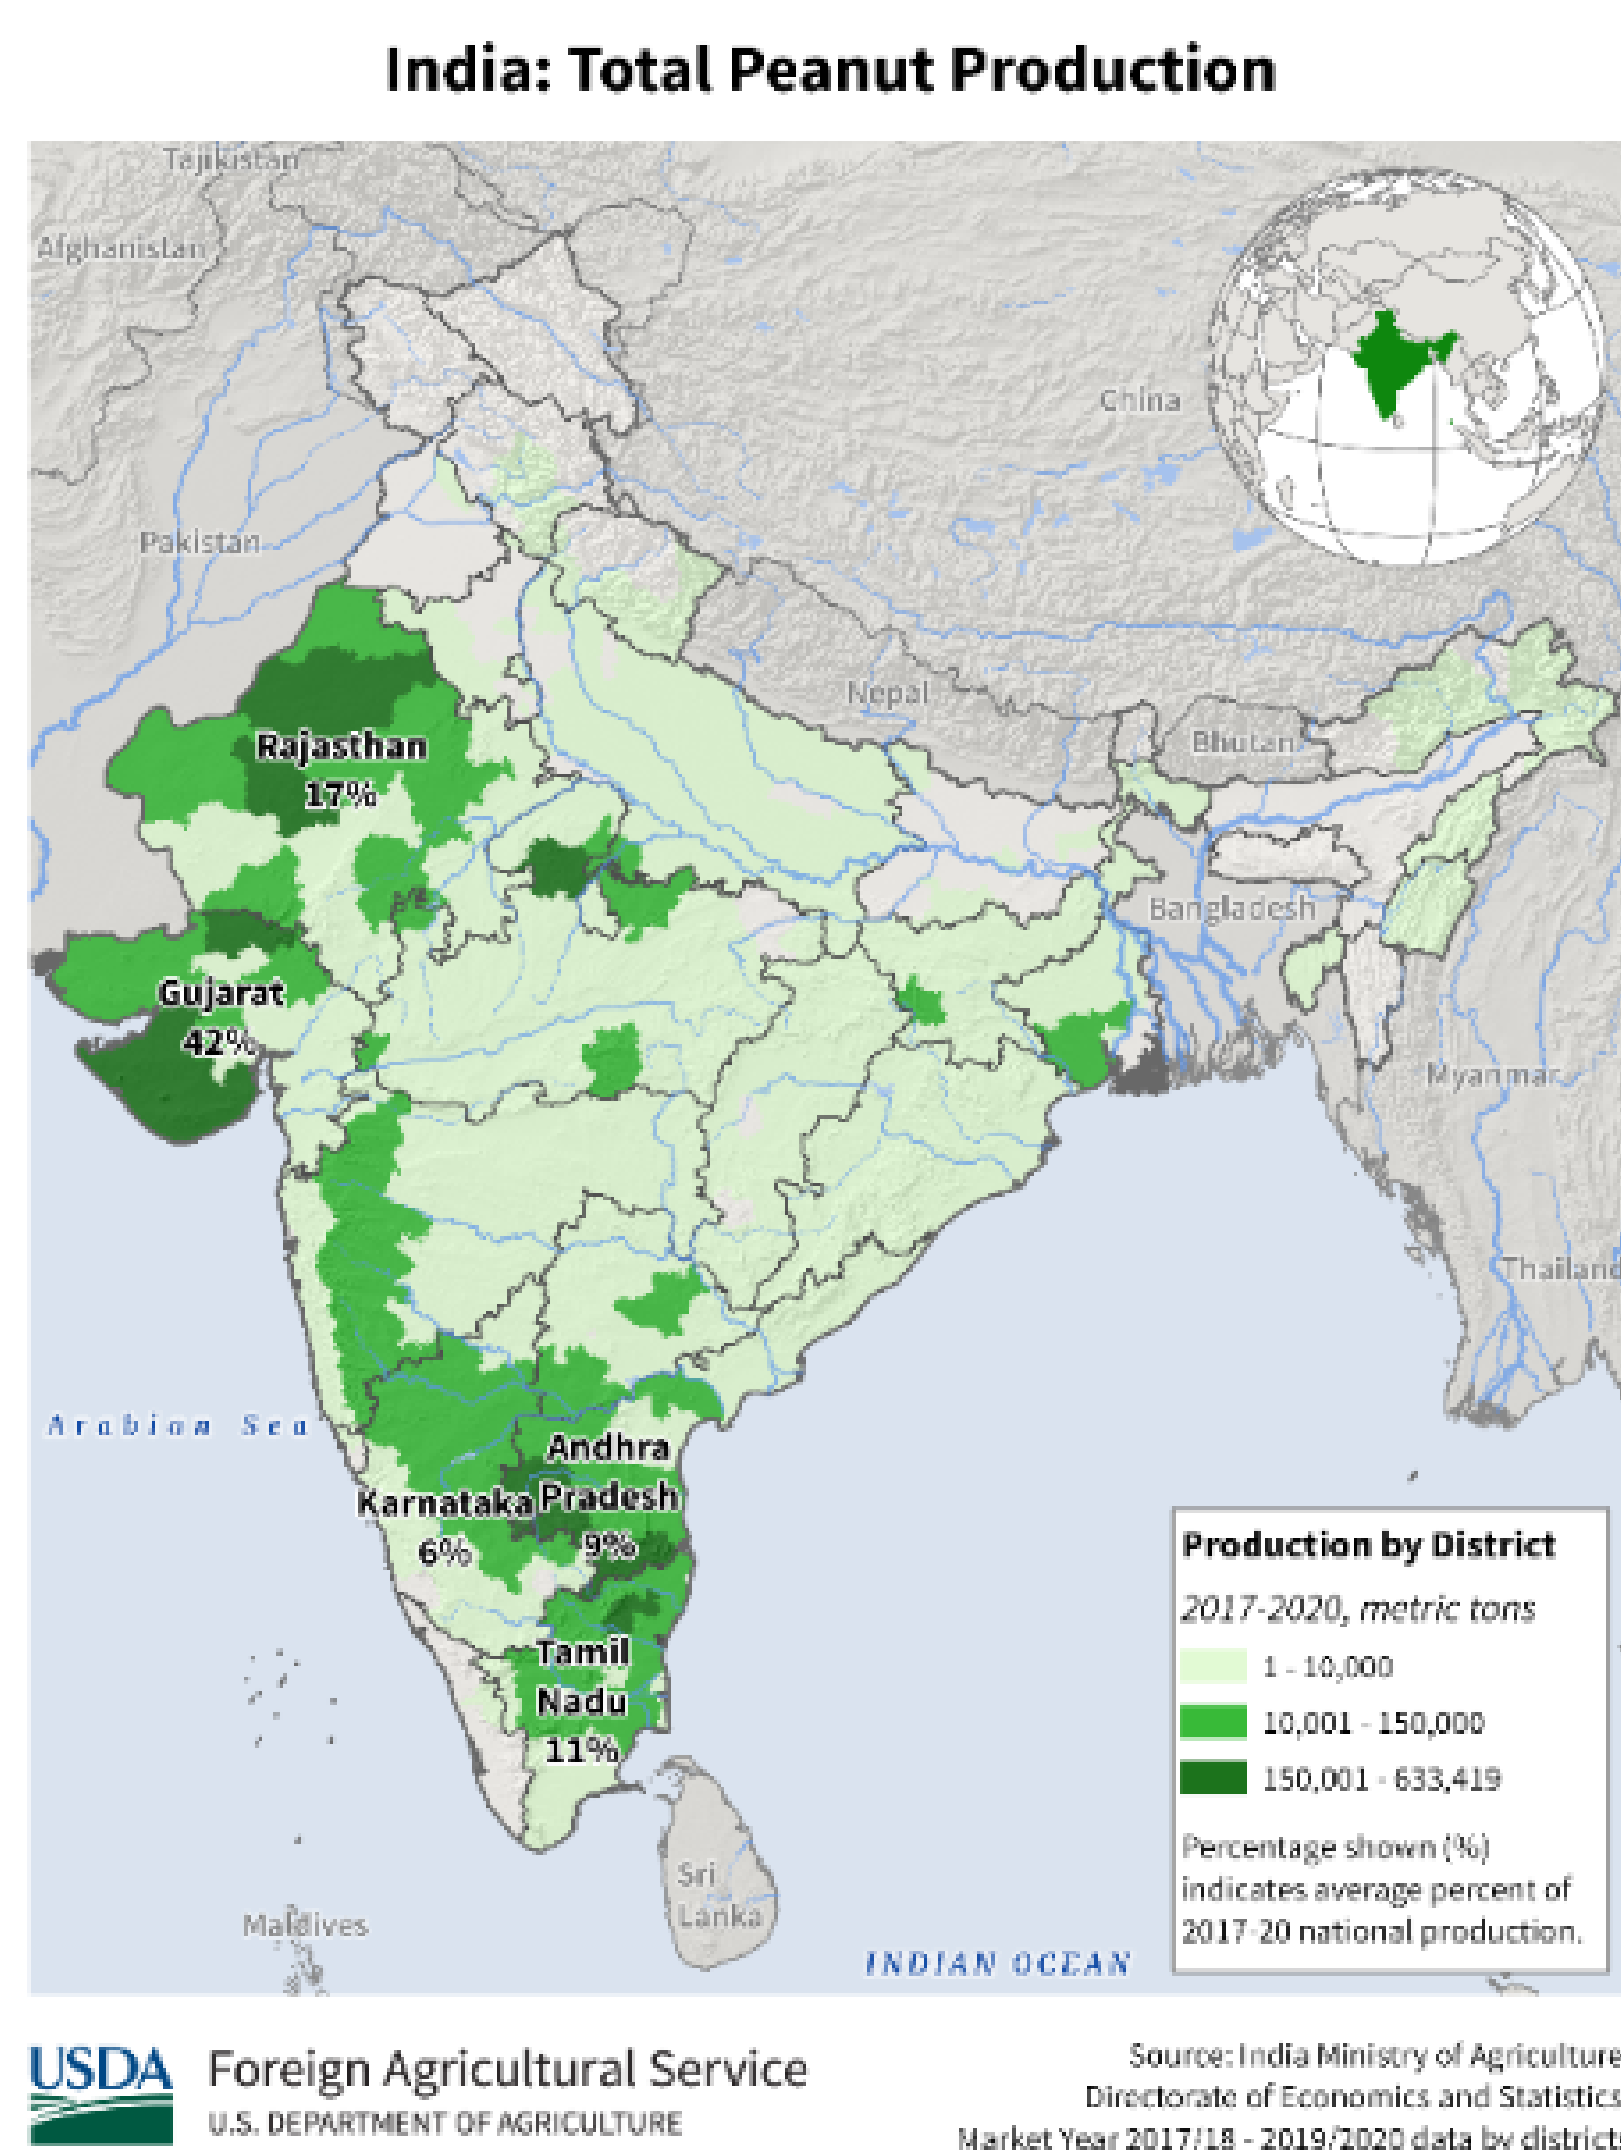 India: Total Peanut Production
Tajikistan
Afghanistan
China
Pakistan
Nepal
Bhutan
Rajasthan
17%
Bangladesh
Gujarat
42%
Myanmar
Thailand
Arabian Sea
Andhra
Pradesh
9%
Karnataka
6%
Tamil
Nadu
11%
Sri
Lanka
Maldives
INDIAN OCEAN
Production by District
2017-2020, metric tons
1 - 10,000
10,001 - 150,000
150,001 - 633,419
Percentage shown (%)
indicates average percent of
2017-20 national production.
USDA
Foreign Agricultural Service
U.S. DEPARTMENT OF AGRICULTURE
Source: India Ministry of Agriculture
Directorate of Economics and Statistics
Market Year 2017/18 - 2019/2020 data by district